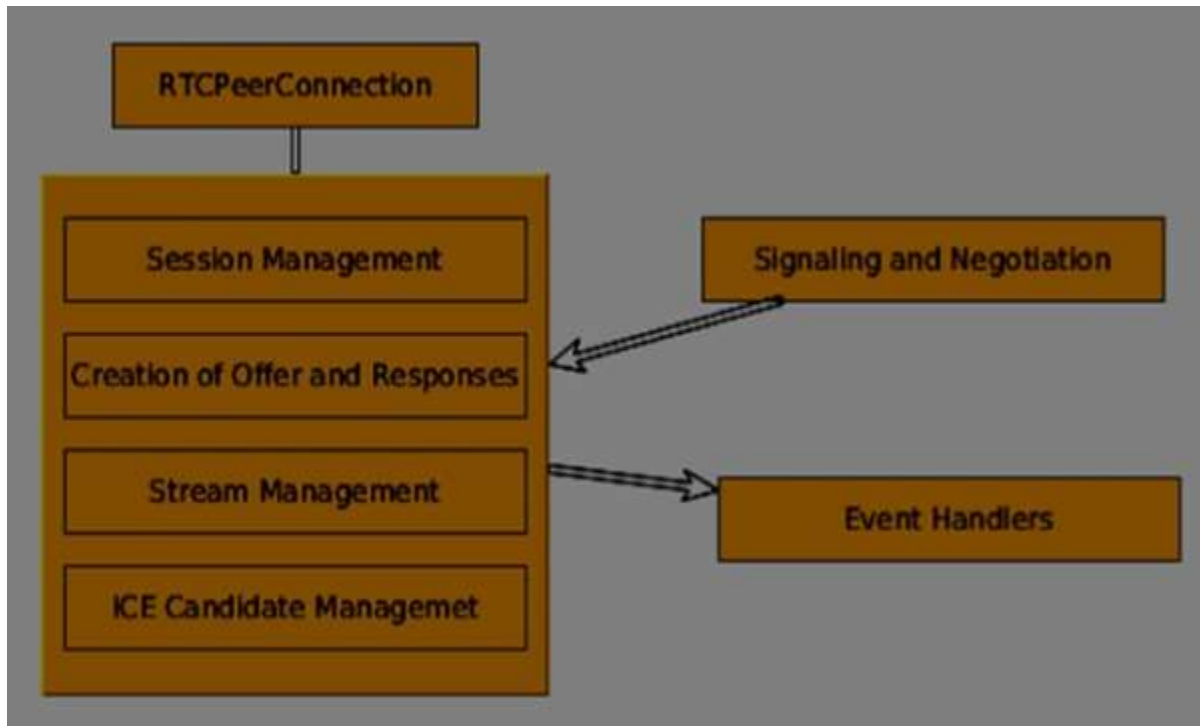 RTCPeerConnection
Session Management
Signaling and Negotiation
Creation of Offer and Responses
Stream Management
Event Handlers
ICE Candidate Managemet